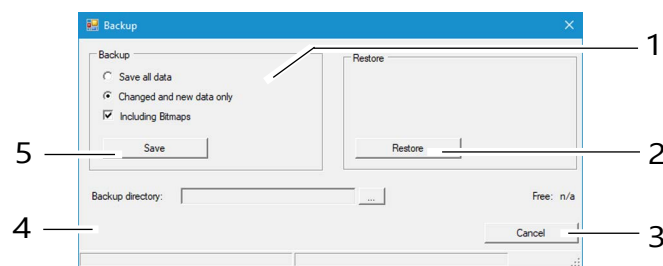 Backup
1
Backup
Restore
Save all data
Changed and new data only
Including Bitmaps
5
Save
Restore
2
Backup directory:
...
Free: n/a
4
Cancel
3